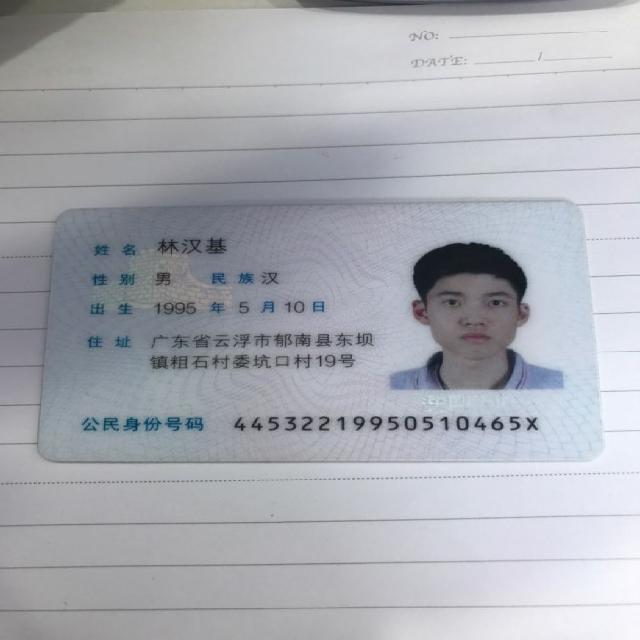 NO:
DATE: /
姓名 林汉基
性别 男 民族 汉
出生 1995 年 5 月 10 日
住址 广东省云浮市郁南县东坝
镇粗石村委坑口村19号
公民身份号码 44532219950510465X